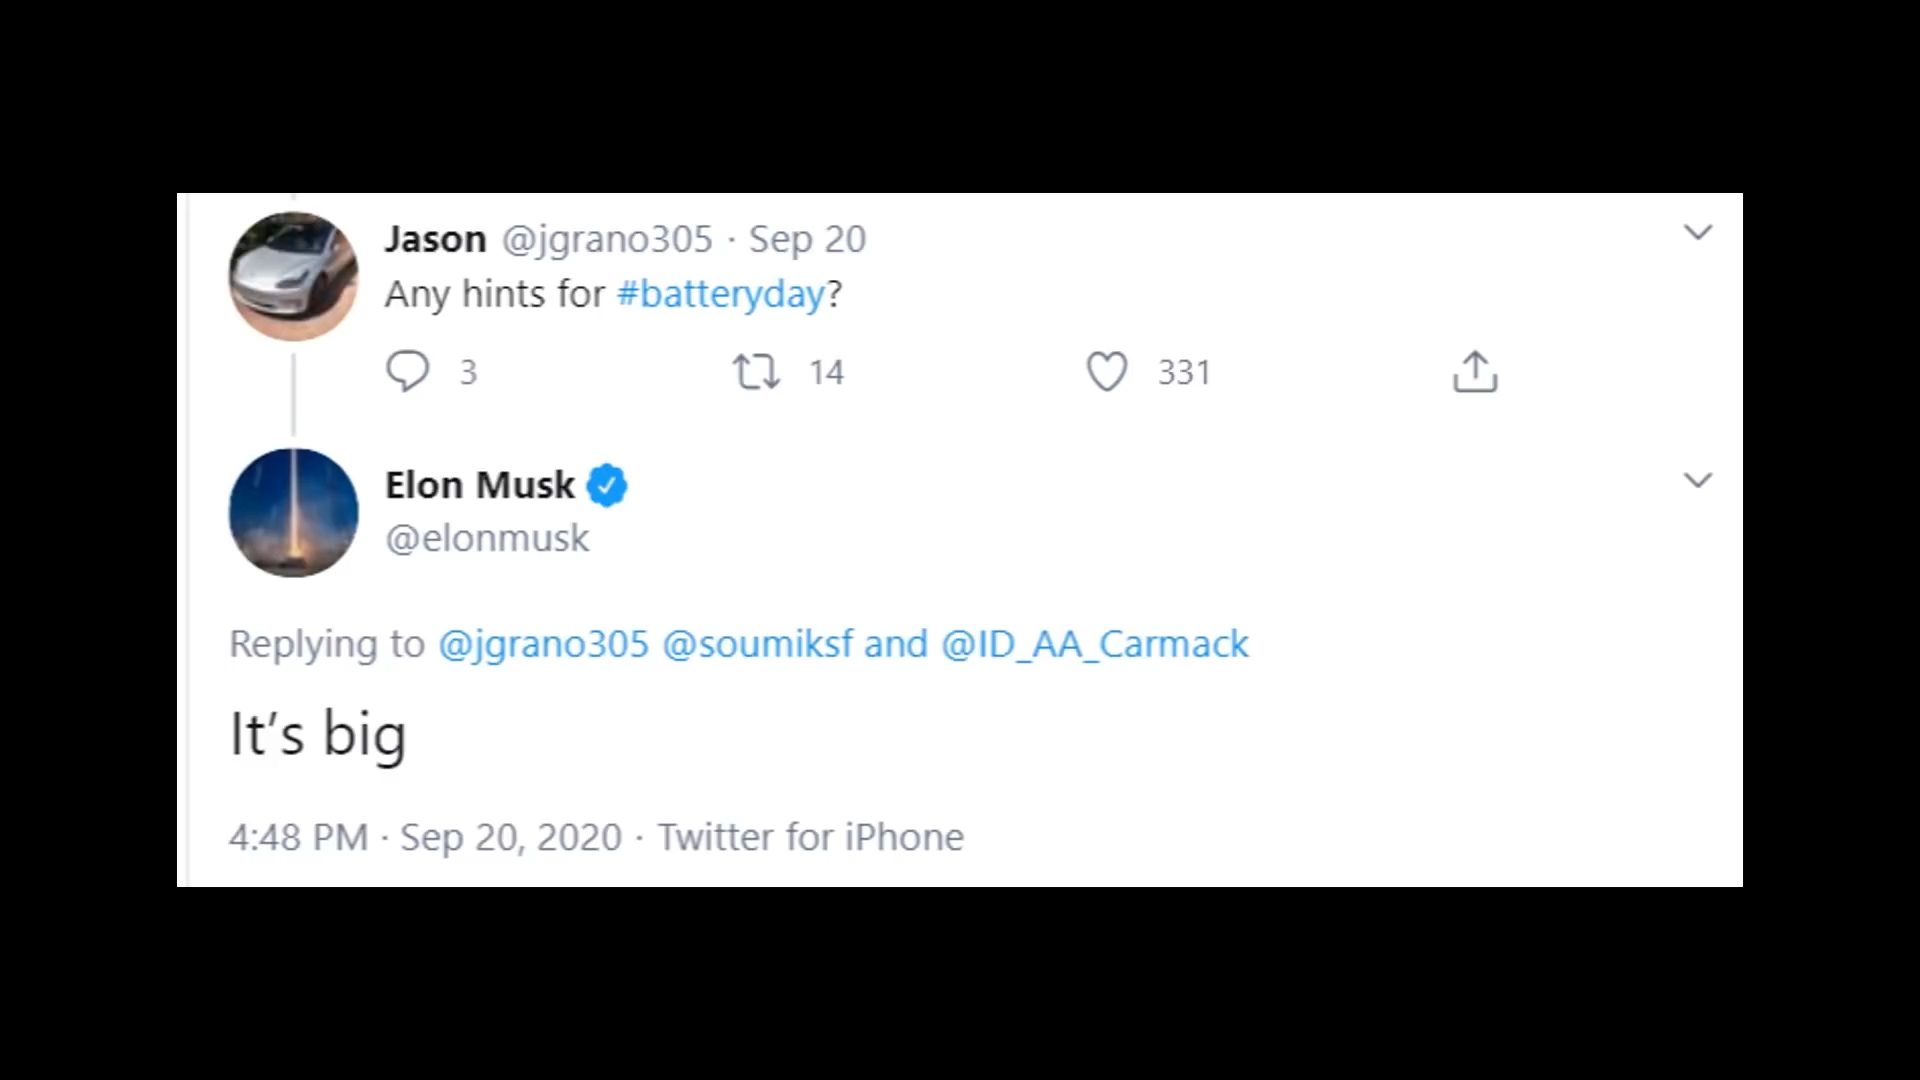 Jason @jgrano305 · Sep 20
Any hints for #batteryday?
3 14 331
Elon Musk
@elonmusk
Replying to @jgrano305 @soumiksf and @ID_AA_Carmack
It’s big
4:48 PM · Sep 20, 2020 · Twitter for iPhone